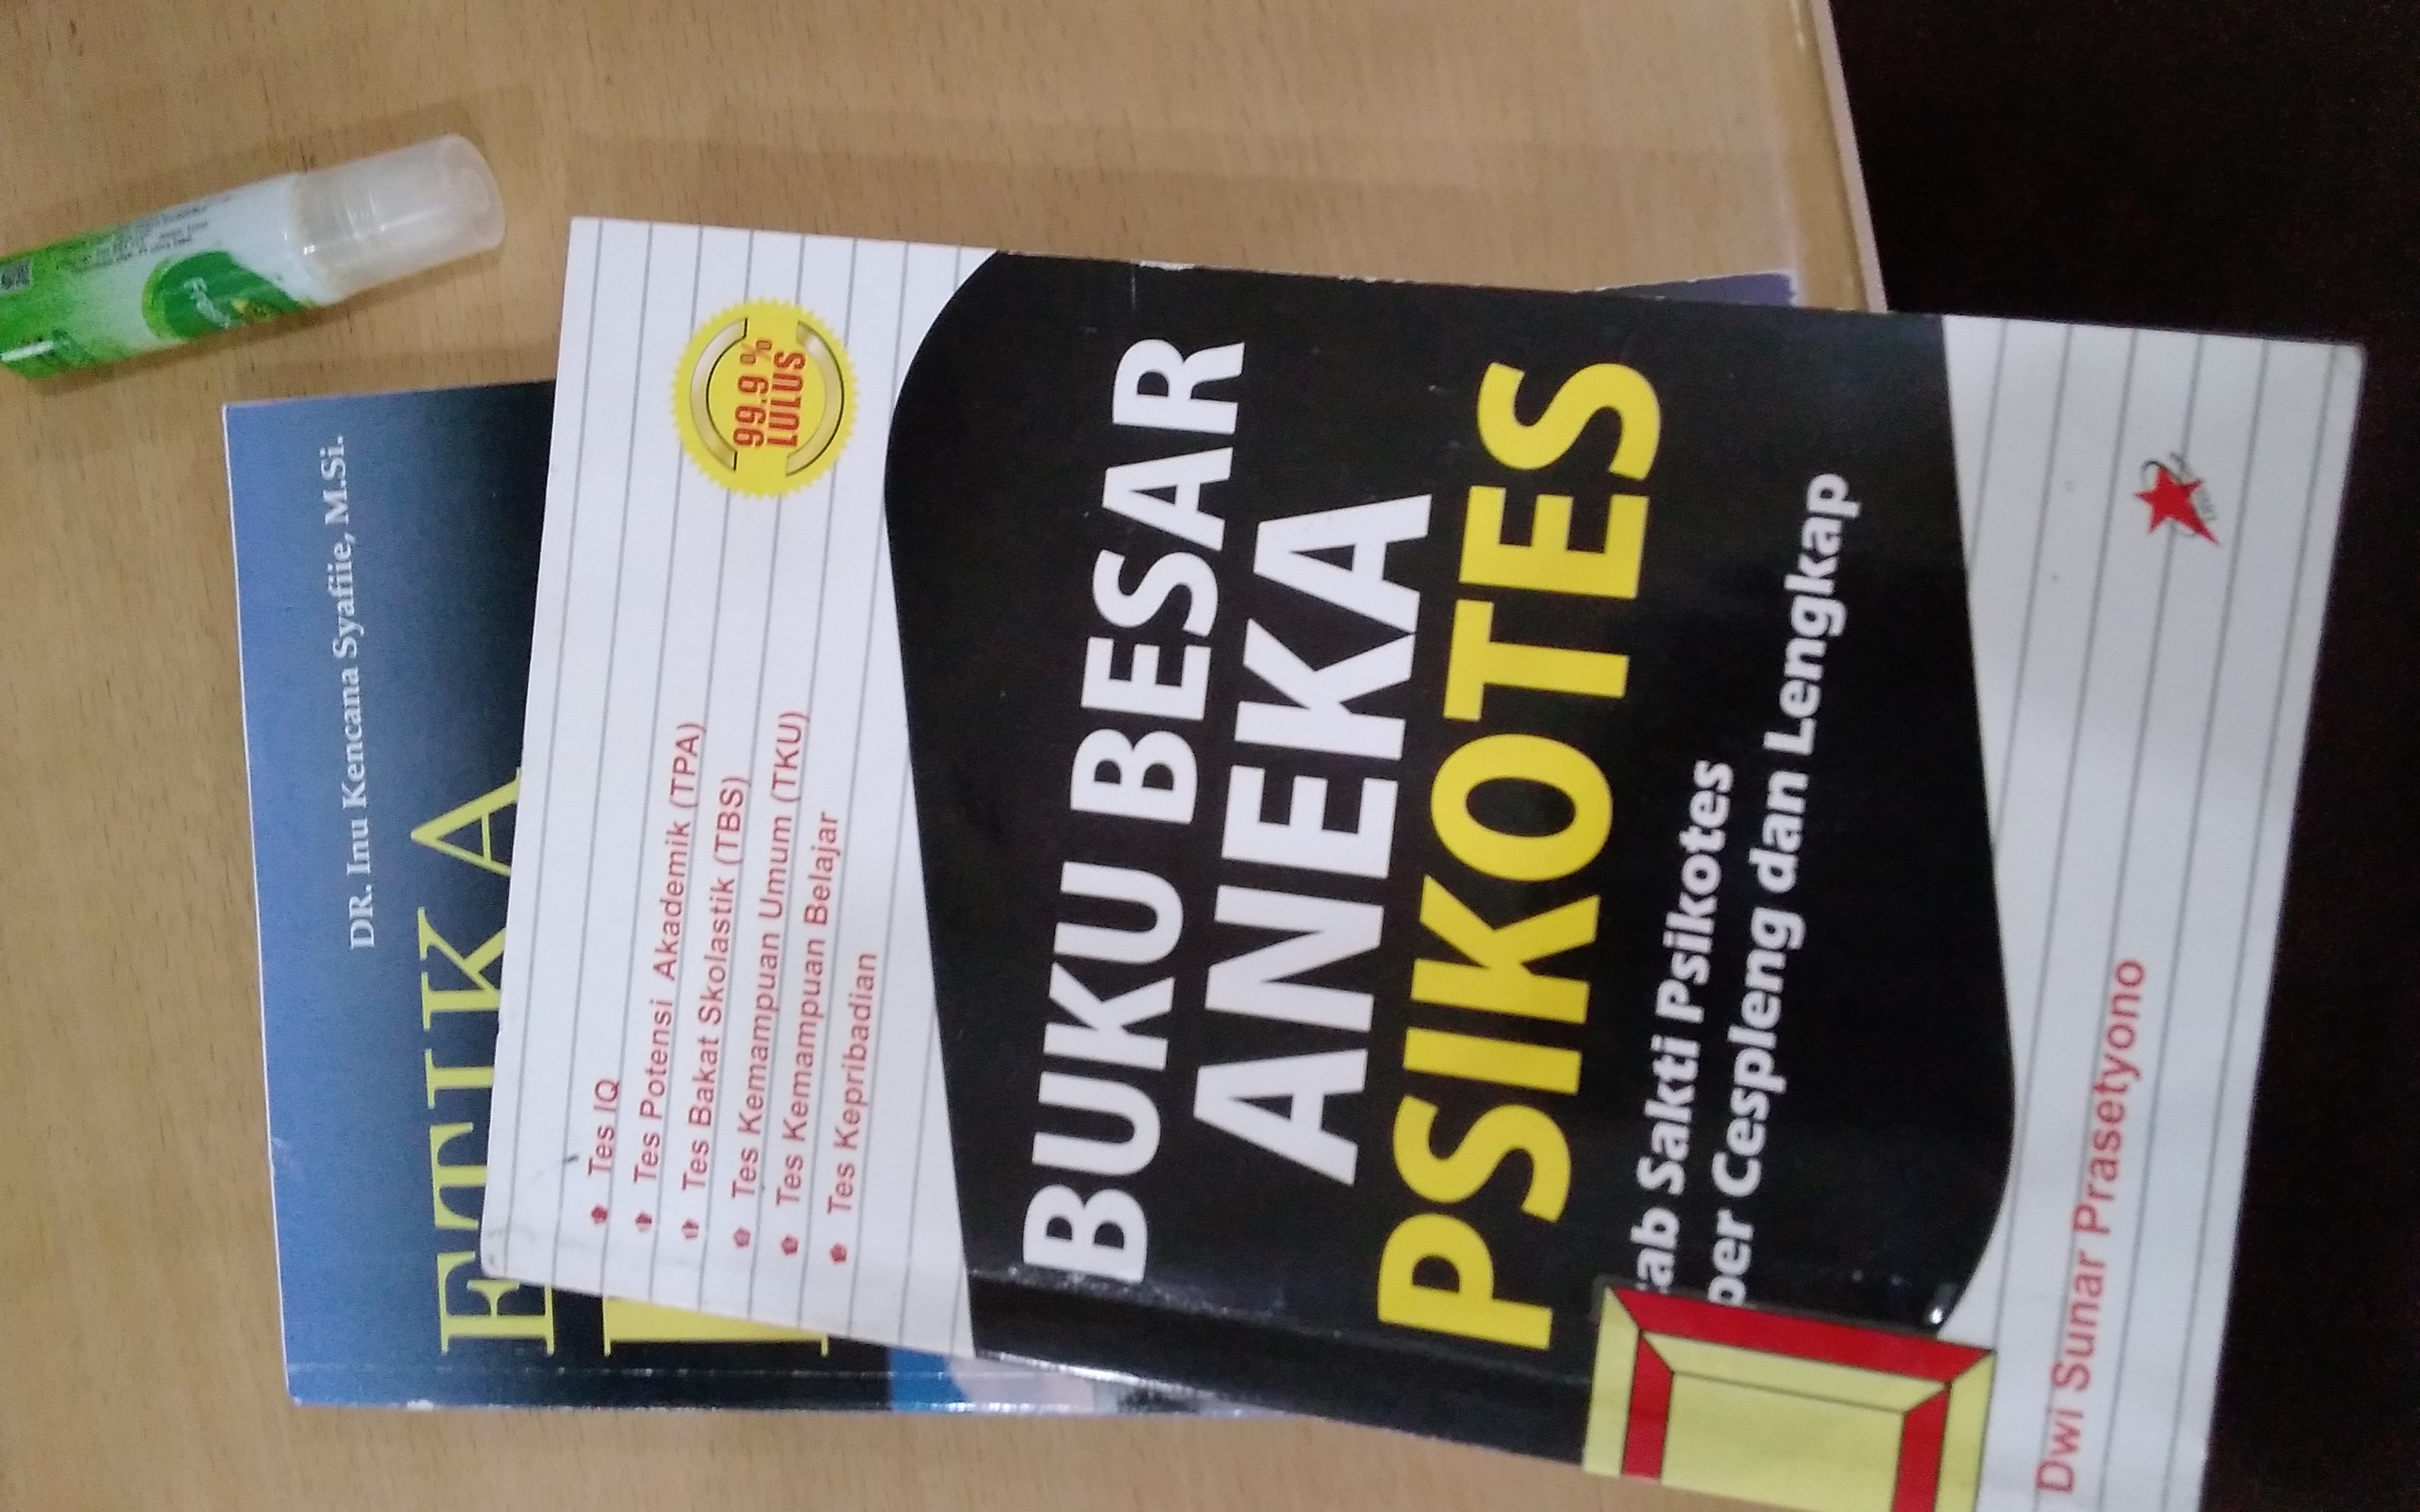 DR. Inu Kencana Syafiie, M.Si.
ETIKA
99.9%
LULUS
Tes IQ
Tes Potensi Akademik (TPA)
Tes Bakat Skolastik (TBS)
Tes Kemampuan Umum (TKU)
Tes Kemampuan Belajar
Tes Kepribadian
BUKU BESAR
ANEKA
PSIKOTES
ab Sakti Psikotes
per Cespleng dan Lengkap
Dwi Sunar Prasetyono